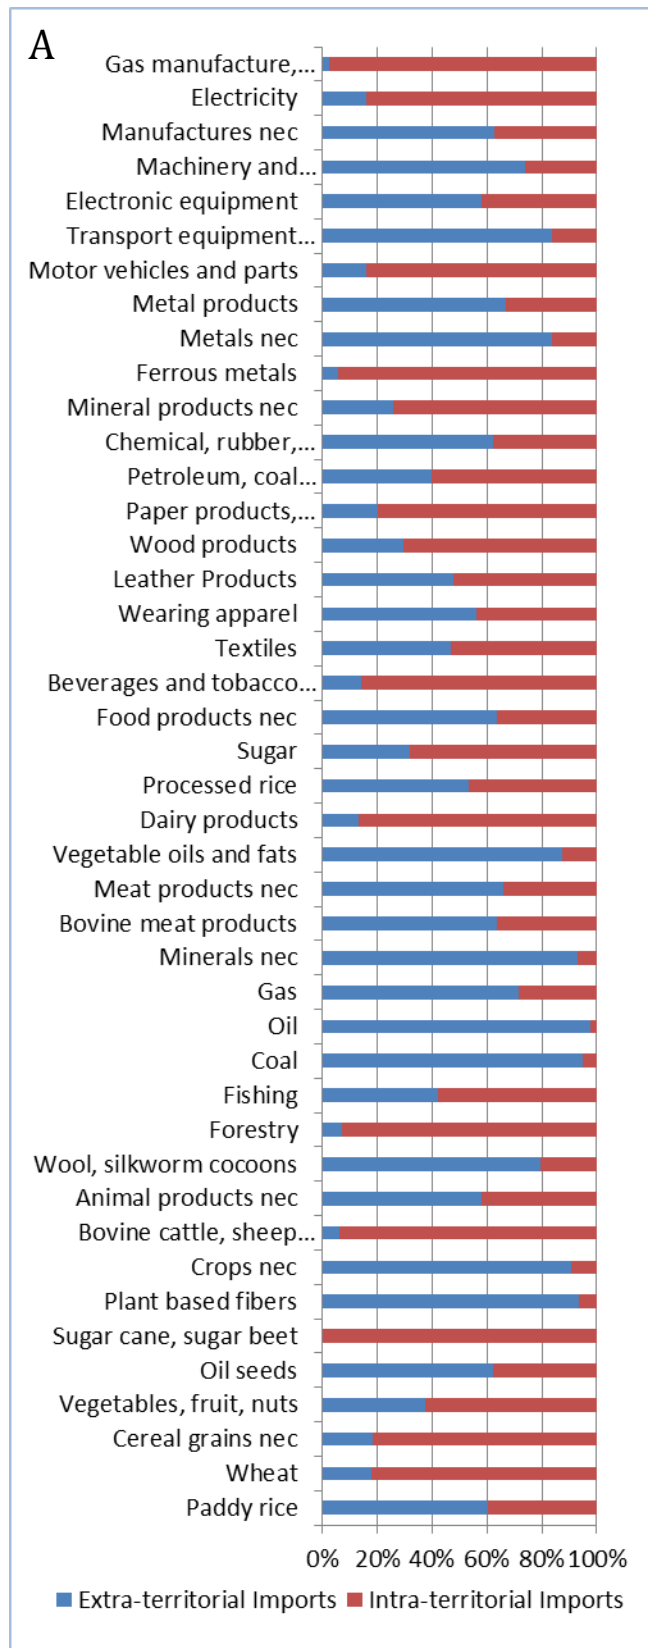 A
Gas manufacture,...
Electricity
Manufactures nec
Machinery and...
Electronic equipment
Transport equipment...
Motor vehicles and parts
Metal products
Metals nec
Ferrous metals
Mineral products nec
Chemical, rubber,...
Petroleum, coal...
Paper products,...
Wood products
Leather Products
Wearing apparel
Textiles
Beverages and tobacco...
Food products nec
Sugar
Processed rice
Dairy products
Vegetable oils and fats
Meat products nec
Bovine meat products
Minerals nec
Gas
Oil
Coal
Fishing
Forestry
Wool, silkworm cocoons
Animal products nec
Bovine cattle, sheep...
Crops nec
Plant based fibers
Sugar cane, sugar beet
Oil seeds
Vegetables, fruit, nuts
Cereal grains nec
Wheat
Paddy rice
0% 20% 40% 60% 80% 100%
Extra-territorial Imports Intra-territorial Imports